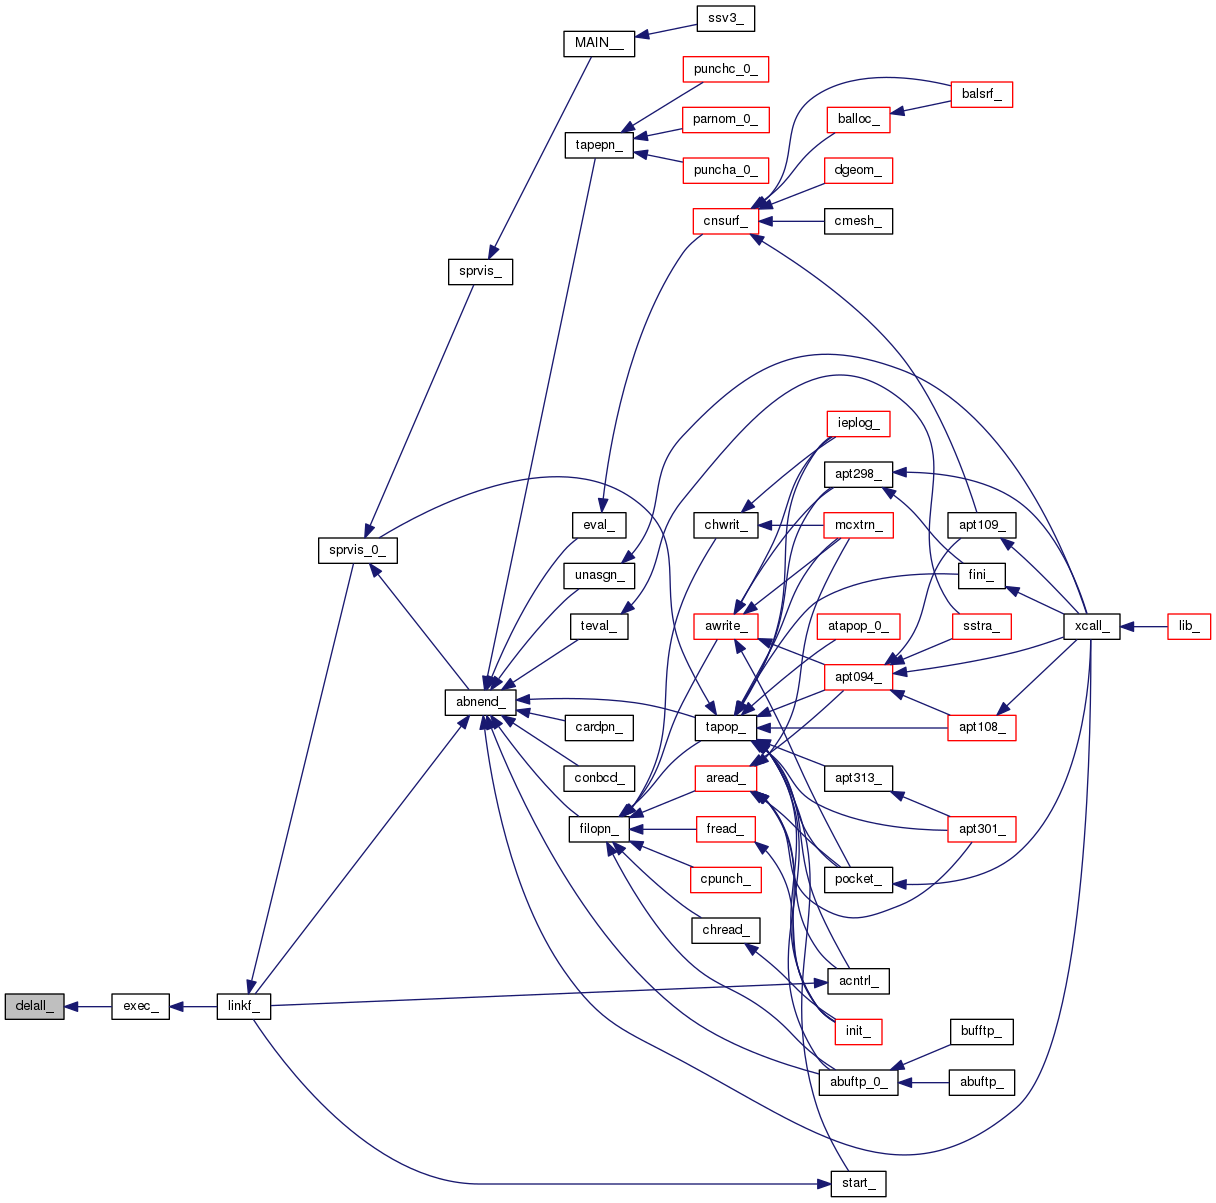 ssv3_
MAIN__
punchc_0_
balsrf_
parnom_0_
balloc_
tapepn_
puncha_0_
dgeom_
cnsurf_
cmesh_
sprvis_
ieplog_
apt298_
eval_
chwrit_
mcxtrn_
apt109_
sprvis_0_
unasgn_
fini_
teval_
awrite_
atapop_0_
sstra_
xcall_
lib_
apt094_
abnend_
cardpn_
tapop_
apt108_
conbcd_
aread_
apt313_
filopn_
fread_
apt301_
cpunch_
pocket_
chread_
acntrl_
delall_
exec_
linkf_
init_
bufftp_
abuftp_0_
abuftp_
start_